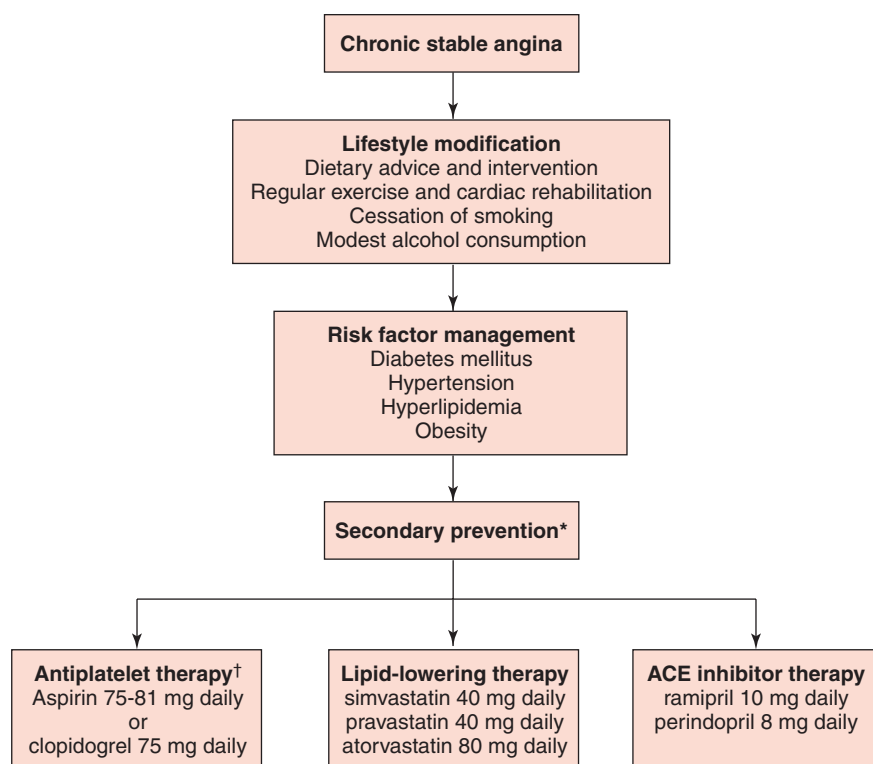 Chronic stable angina
Lifestyle modification
Dietary advice and intervention
Regular exercise and cardiac rehabilitation
Cessation of smoking
Modest alcohol consumption
Risk factor management
Diabetes mellitus
Hypertension
Hyperlipidemia
Obesity
Secondary prevention*
Antiplatelet therapy†
Aspirin 75-81 mg daily
or
clopidogrel 75 mg daily
Lipid-lowering therapy
simvastatin 40 mg daily
pravastatin 40 mg daily
atorvastatin 80 mg daily
ACE inhibitor therapy
ramipril 10 mg daily
perindopril 8 mg daily